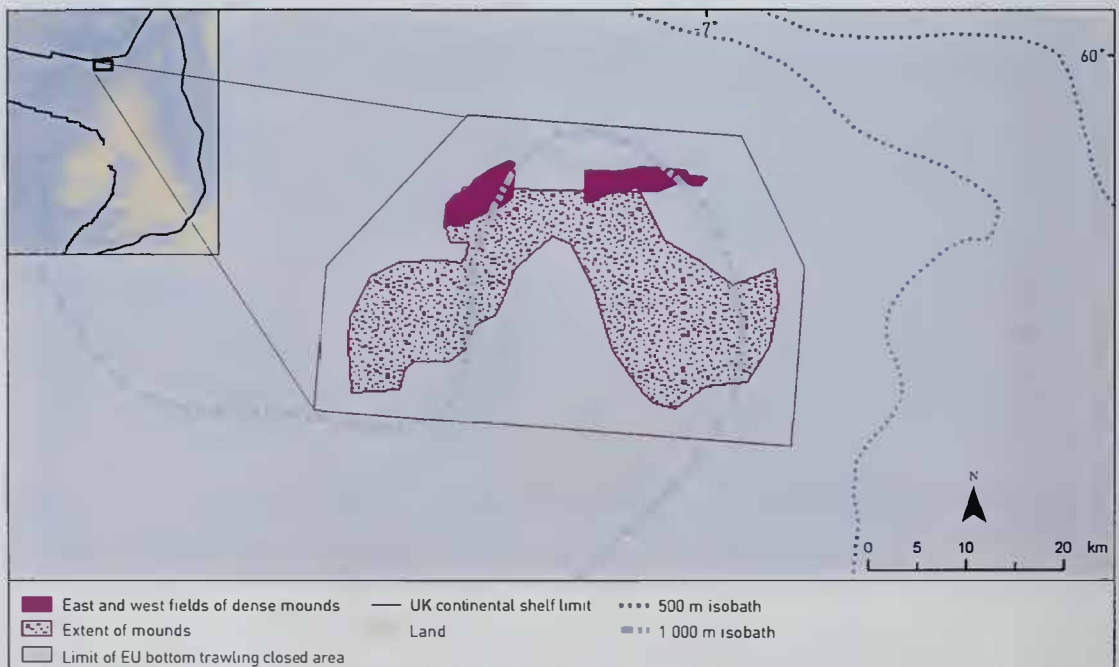 -7°
60°
N
0 5 10 20 km
East and west fields of dense mounds
Extent of mounds
Limit of EU bottom trawling closed area
UK continental shelf limit
Land
500 m isobath
1 000 m isobath